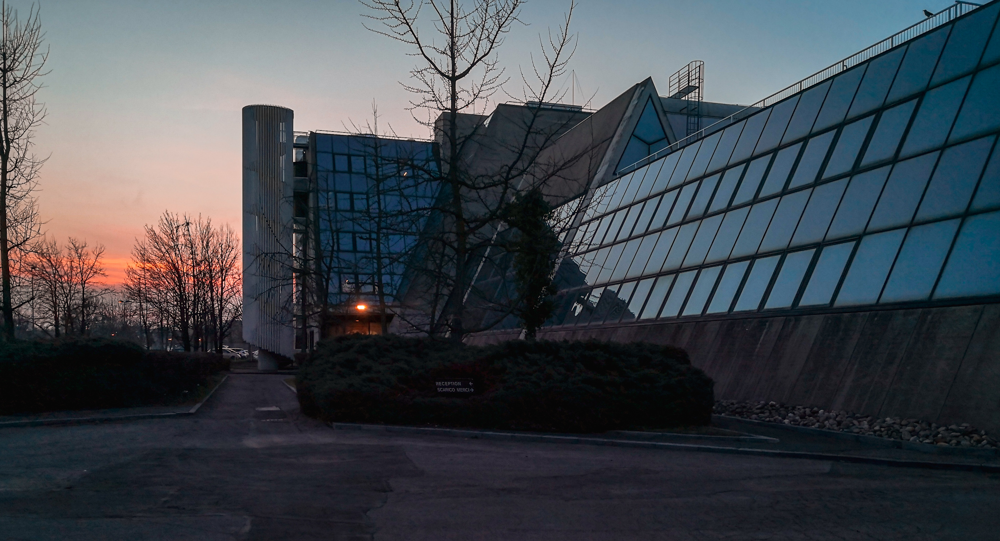 RECEPTION ←
SCARICO MERCI →